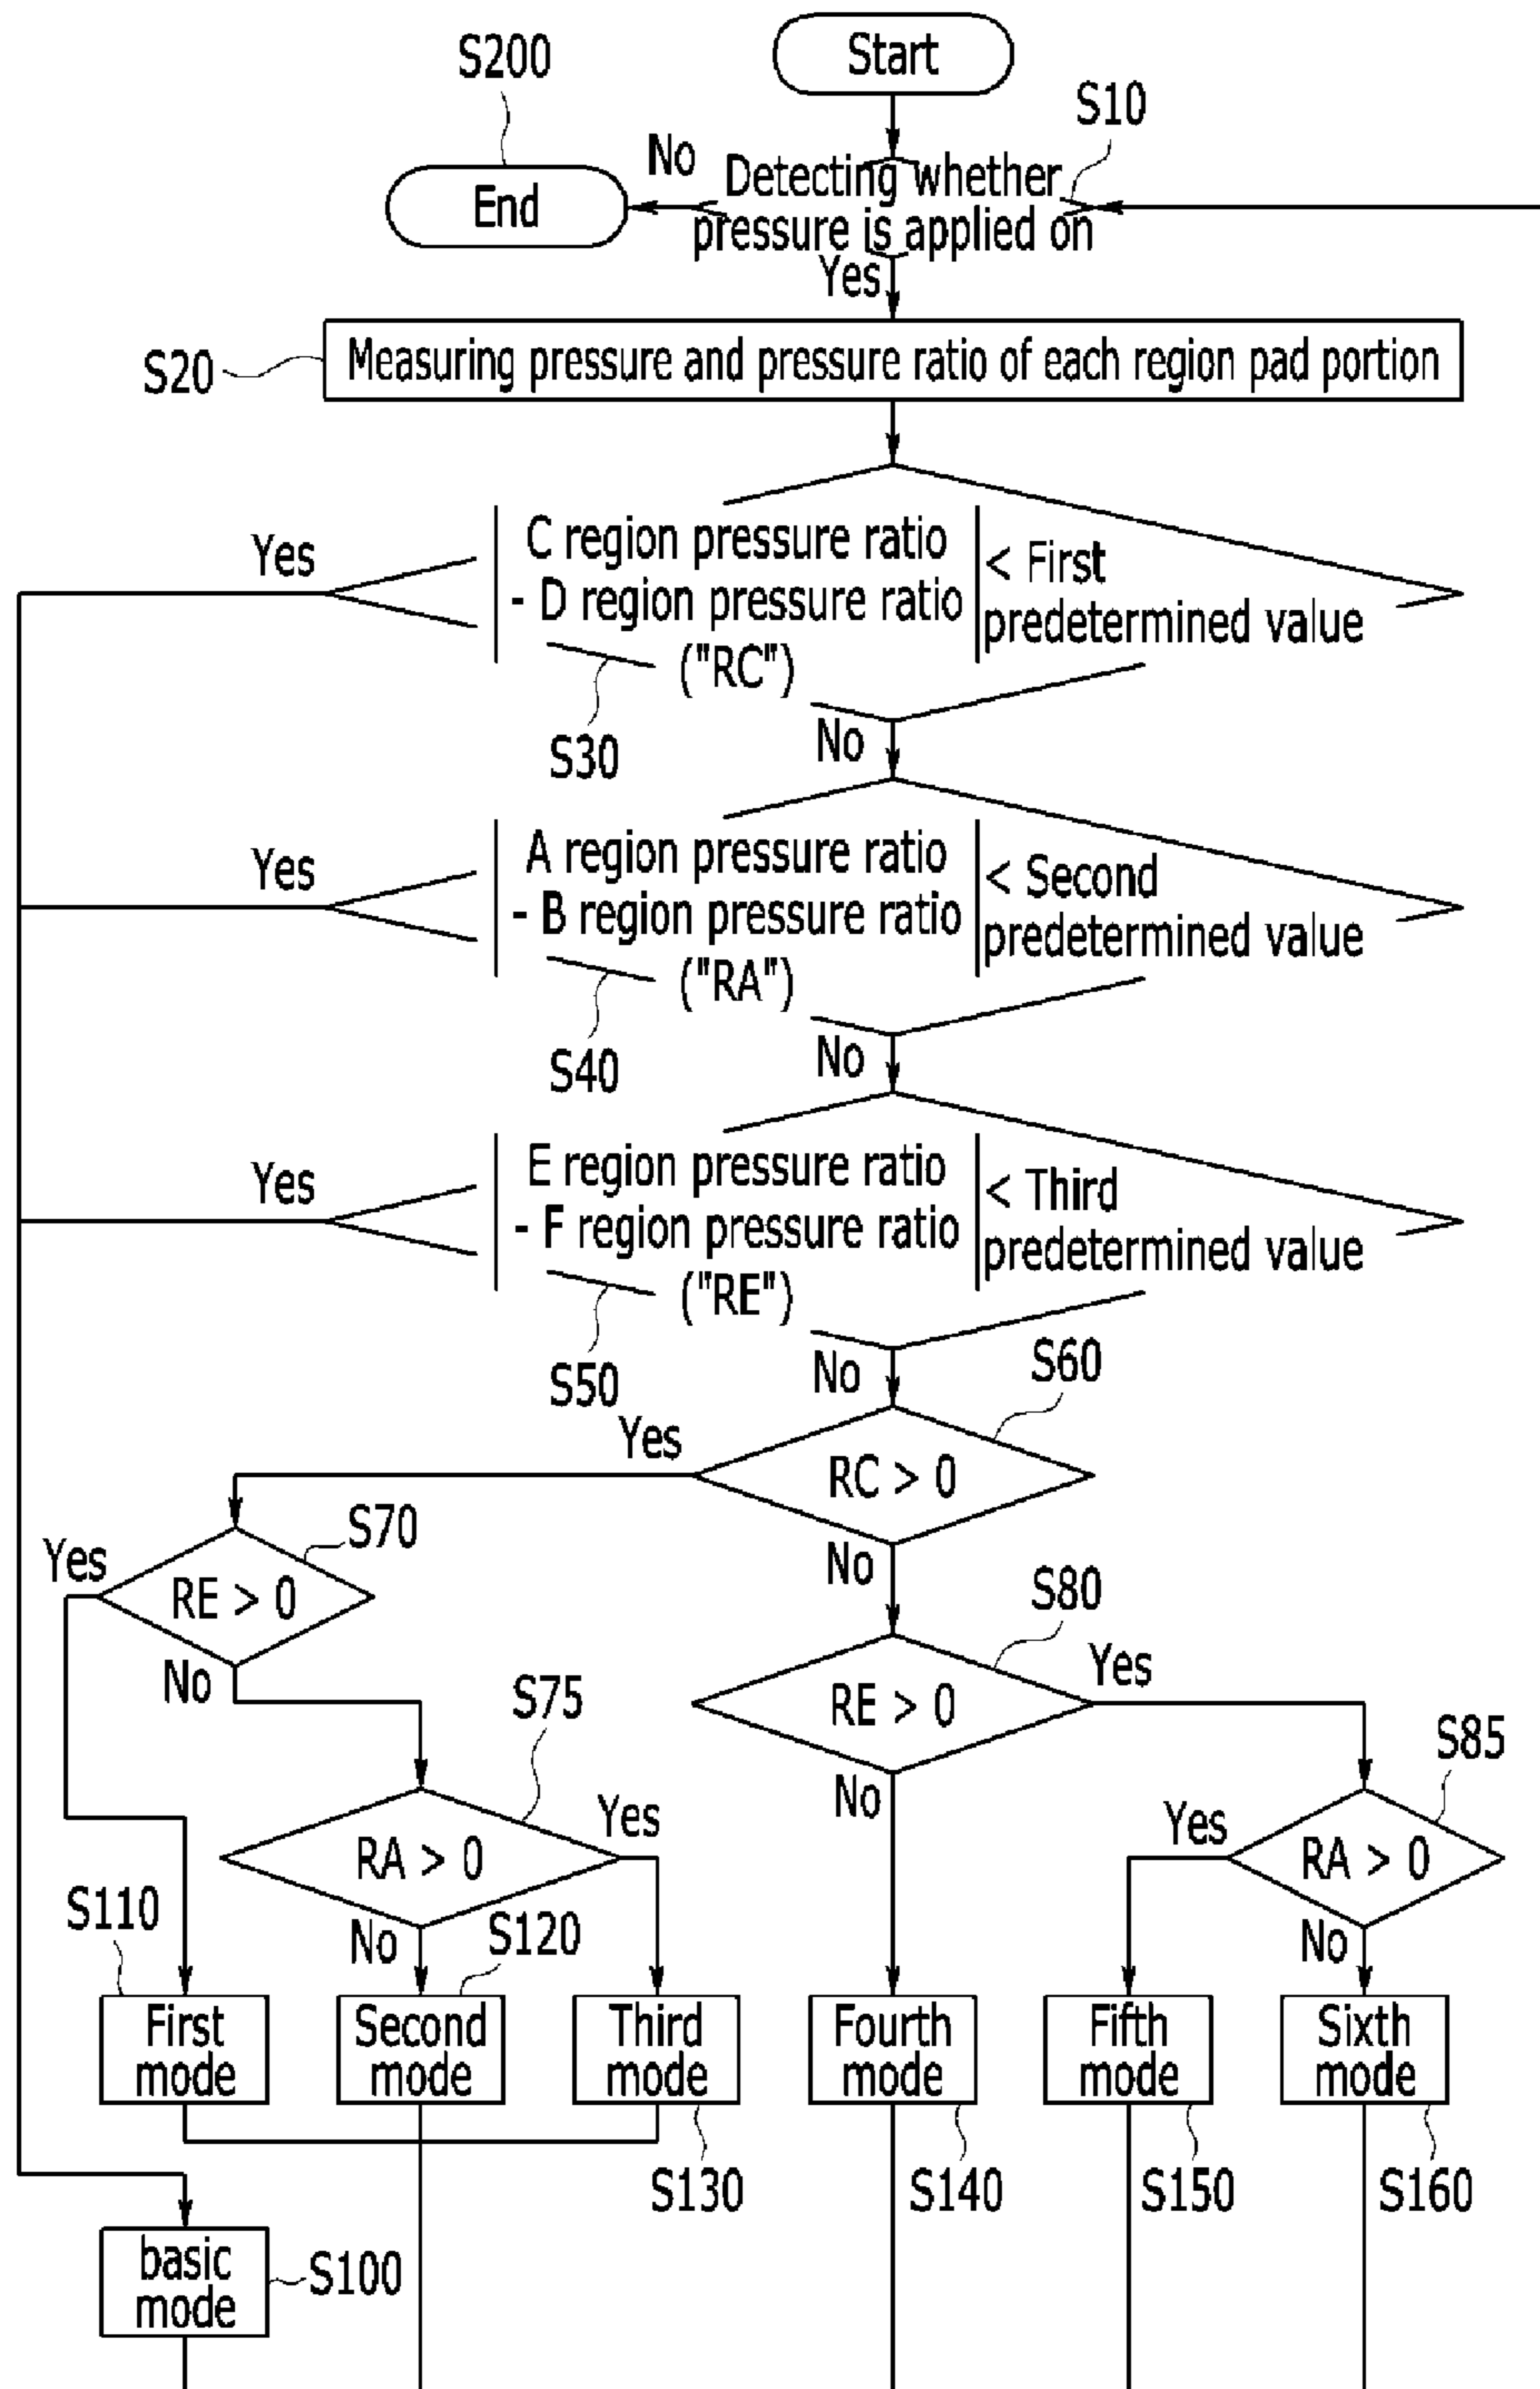 Start
S200
S10
No
End
Detecting whether
pressure is applied on
Yes
S20
Measuring pressure and pressure ratio of each region pad portion
Yes
C region pressure ratio
- D region pressure ratio
("RC")
< First
predetermined value
S30
No
Yes
A region pressure ratio
- B region pressure ratio
("RA")
< Second
predetermined value
S40
No
Yes
E region pressure ratio
- F region pressure ratio
("RE")
< Third
predetermined value
S50
No
S60
Yes
RC > 0
No
S70
Yes
RE > 0
No
S80
RE > 0
Yes
No
S75
RA > 0
Yes
No
S85
Yes
RA > 0
No
S110
First
mode
S120
Second
mode
Third
mode
S130
Fourth
mode
S140
Fifth
mode
S150
Sixth
mode
S160
basic
mode
S100